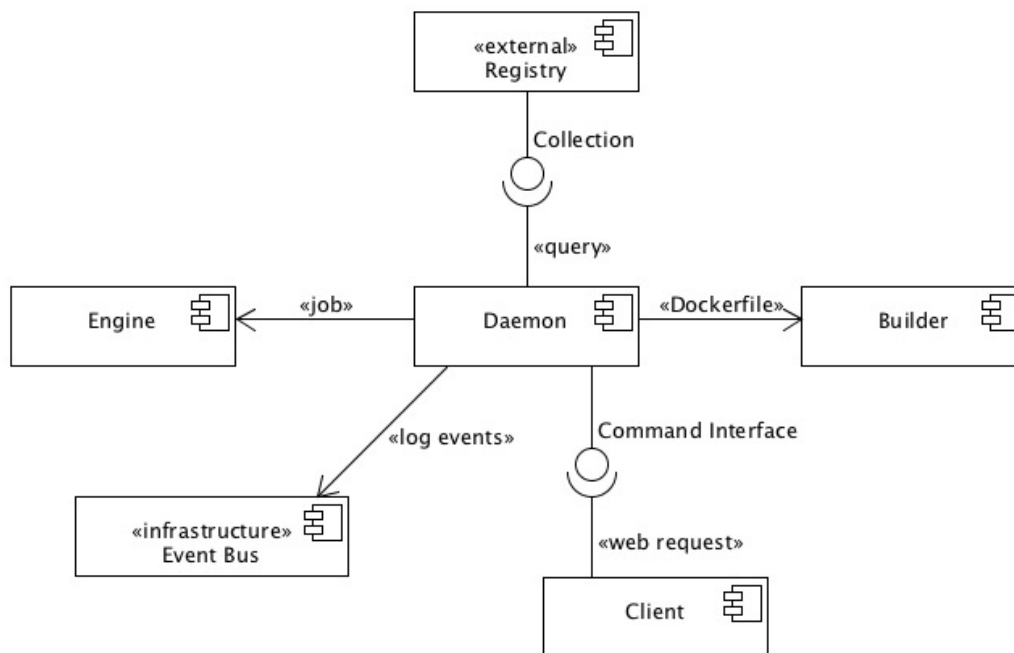 «external»
Registry
Collection
«query»
Engine
«job»
Daemon
«Dockerfile»
Builder
«log events»
Command Interface
«infrastructure»
Event Bus
«web request»
Client